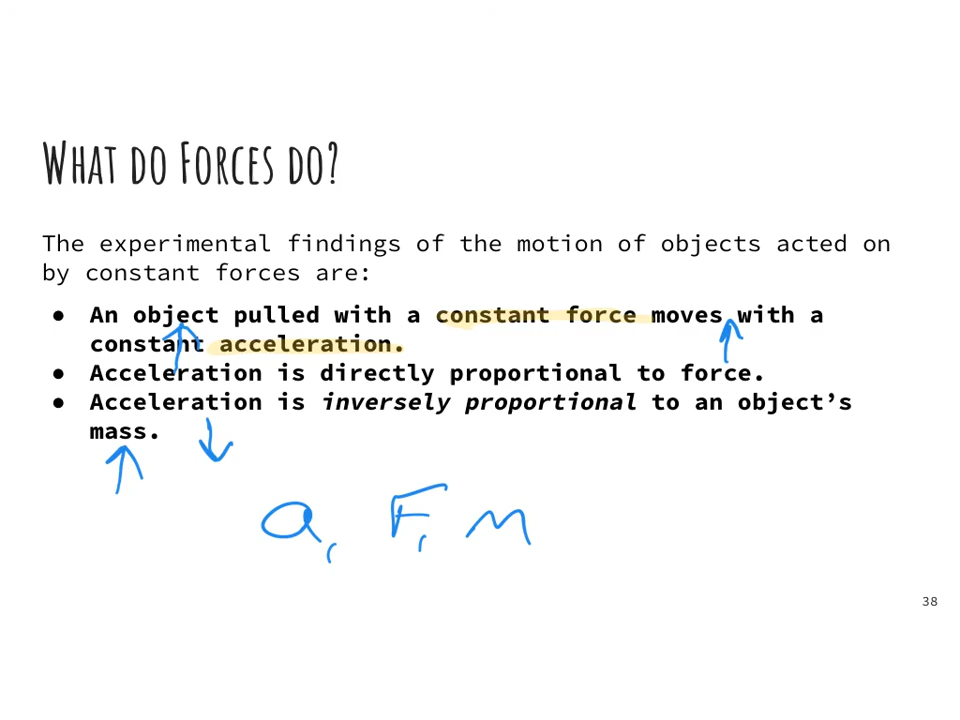 What do Forces do?
The experimental findings of the motion of objects acted on
by constant forces are:
● An object pulled with a constant force moves with a
constant acceleration.
● Acceleration is directly proportional to force.
● Acceleration is inversely proportional to an object’s
mass.
a, F, m
38